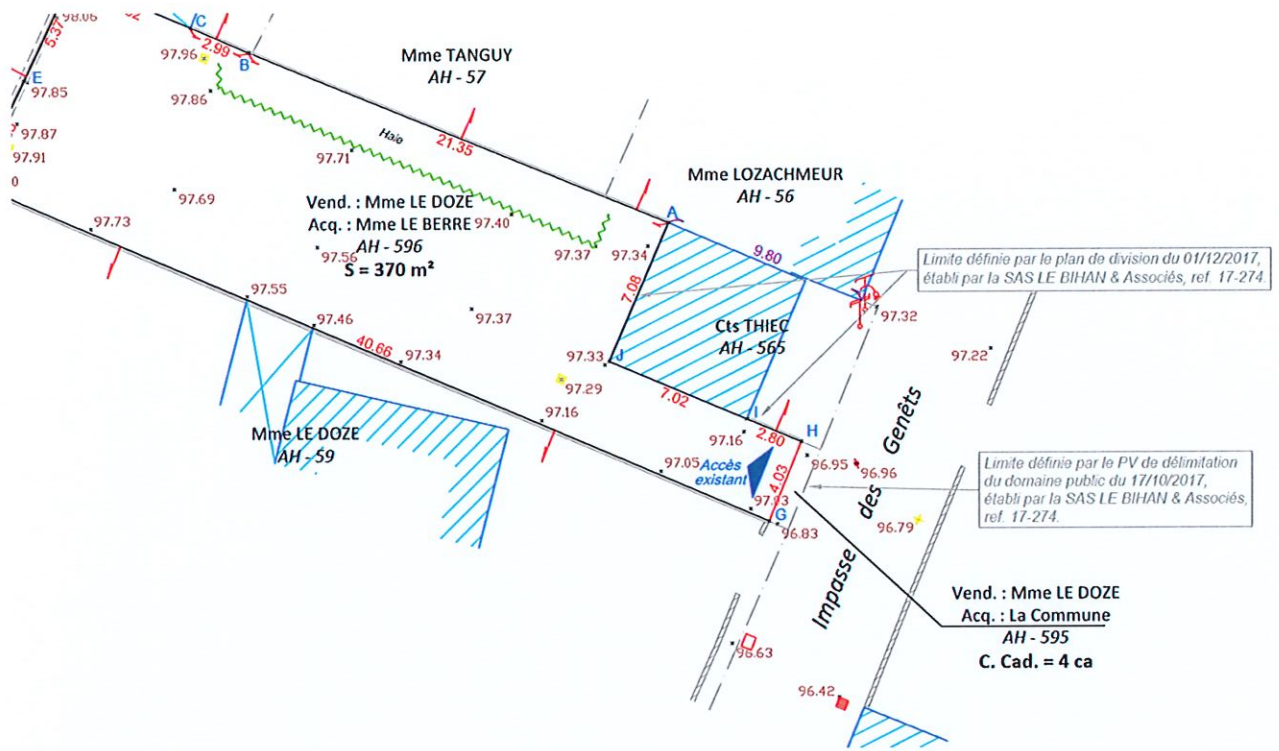 98.06
5.37
E
97.85
97.87
97.91
0
C
2.99
B
97.96
97.86
Mme TANGUY
AH - 57
Haie
21.35
97.71
97.69
97.73
Vend. : Mme LE DOZE
Acq. : Mme LE BERRE
AH - 596
S = 370 m²
97.40
97.56
97.37
97.34
97.37
Mme LOZACHMEUR
AH - 56
A
9.80
7.08
Limite définie par le plan de division du 01/12/2017,
établi par la SAS LE BIHAN & Associés, ref. 17-274.
97.32
97.22
Cts THIEC
AH - 565
97.55
97.46
40.66
97.34
97.33
J
97.29
7.02
97.16
I
2.80
H
97.16
Mme LE DOZE
AH - 59
97.05
Accès
existant
4.03
97.93
G
96.83
96.95
96.96
96.79
Impasse des Genêts
Limite définie par le PV de délimitation
du domaine public du 17/10/2017,
établi par la SAS LE BIHAN & Associés,
ref. 17-274.
Vend. : Mme LE DOZE
Acq. : La Commune
AH - 595
C. Cad. = 4 ca
96.63
96.42